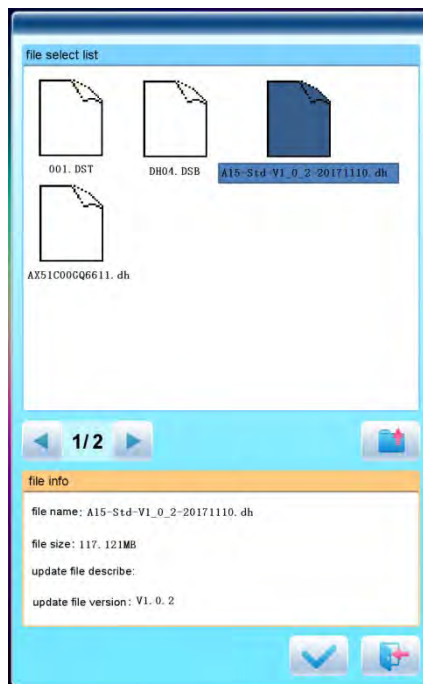 file select list
001. DST
DH04. DSB
A15-Std-V1_0_2-20171110. dh
AX51C00GQ6611. dh
1/2
file info
file name: A15-Std-V1_0_2-20171110. dh
file size: 117. 121MB
update file describe:
update file version: V1. 0. 2